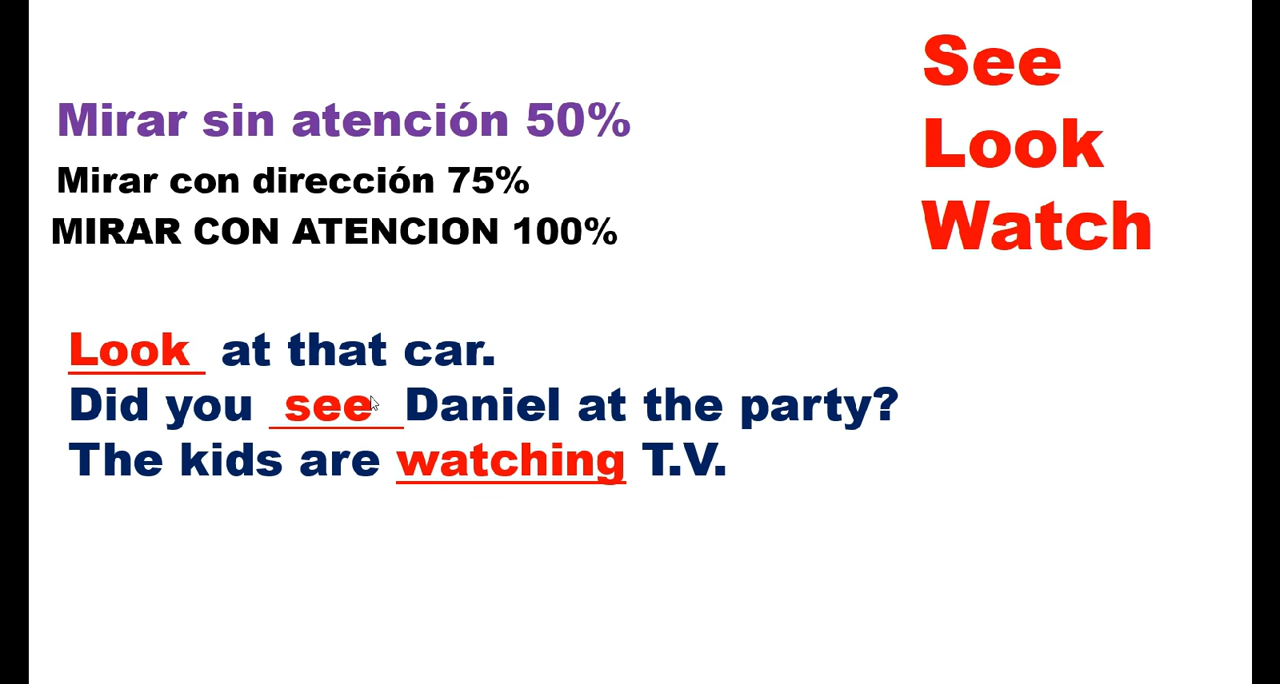 See
Look
Watch
Mirar sin atención 50%
Mirar con dirección 75%
MIRAR CON ATENCION 100%
Look at that car.
Did you see Daniel at the party?
The kids are watching T.V.